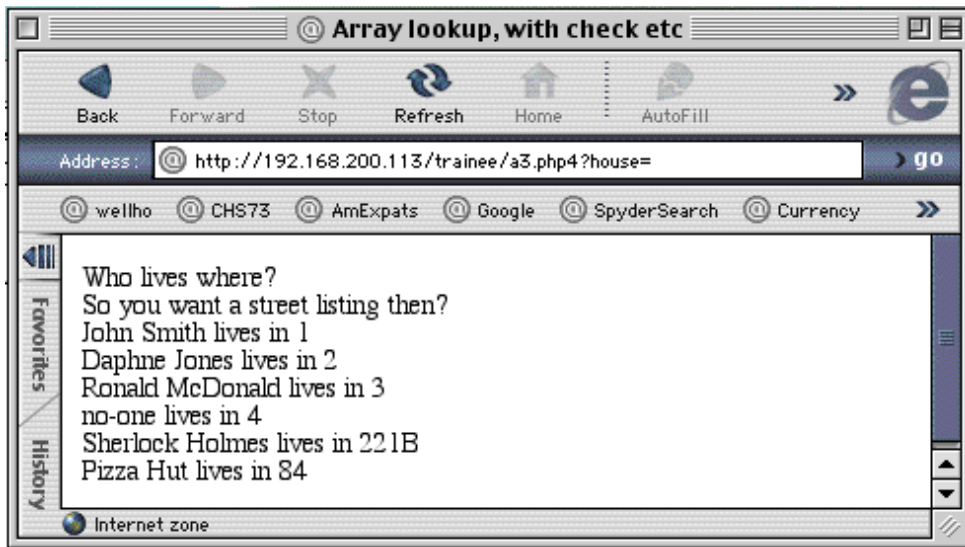 Array lookup, with check etc
Back Forward Stop Refresh Home AutoFill »
Address: http://192.168.200.113/trainee/a3.php4?house= go
wellho CHS73 AmExpats Google SpyderSearch Currency »
Favorites
History
Who lives where?
So you want a street listing then?
John Smith lives in 1
Daphne Jones lives in 2
Ronald McDonald lives in 3
no-one lives in 4
Sherlock Holmes lives in 221B
Pizza Hut lives in 84
Internet zone